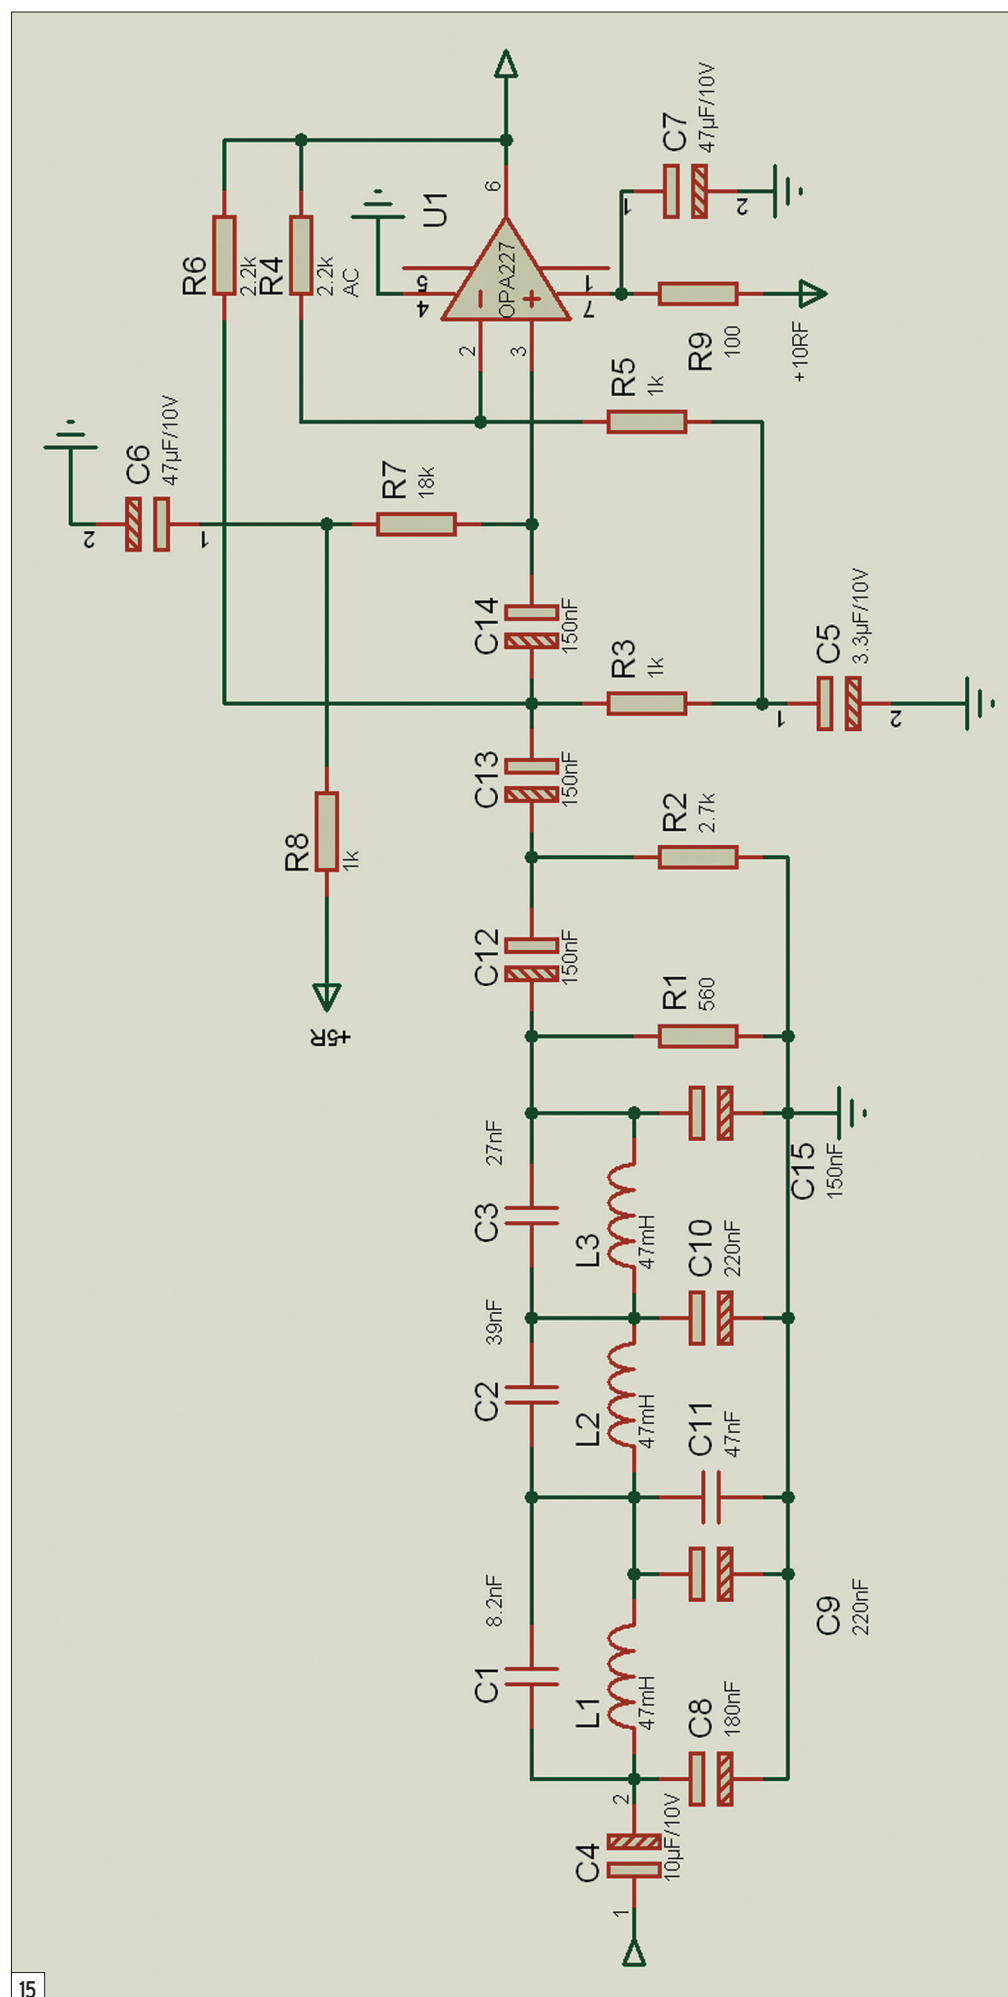 C7
47µF/10V
6
U1
R6
2.2k
R4
2.2k
AC
5
4
OPA227
1
7
1
2
2
3
R9
100
+10RF
R5
1k
C6
47µF/10V
2
1
R7
18k
C14
150nF
R3
1k
C5
3.3µF/10V
1
2
C13
150nF
R8
1k
R2
2.7k
C12
150nF
+5R
R1
560
27nF
C3
L3
47mH
C15
150nF
C10
220nF
39nF
C2
L2
47mH
C11
47nF
8.2nF
C9
220nF
C1
L1
47mH
C8
180nF
2
C4
10µF/10V
1
15